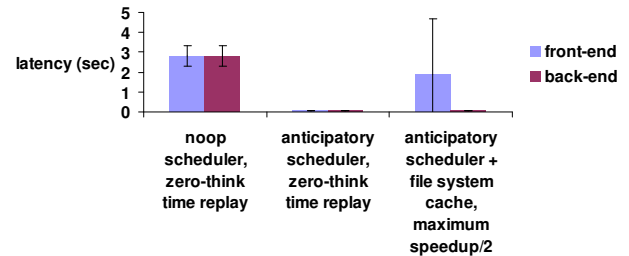 5
4
3
2
1
0
latency (sec)
front-end
back-end
noop
scheduler,
zero-think
time replay
anticipatory
scheduler,
zero-think
time replay
anticipatory
scheduler +
file system
cache,
maximum
speedup/2